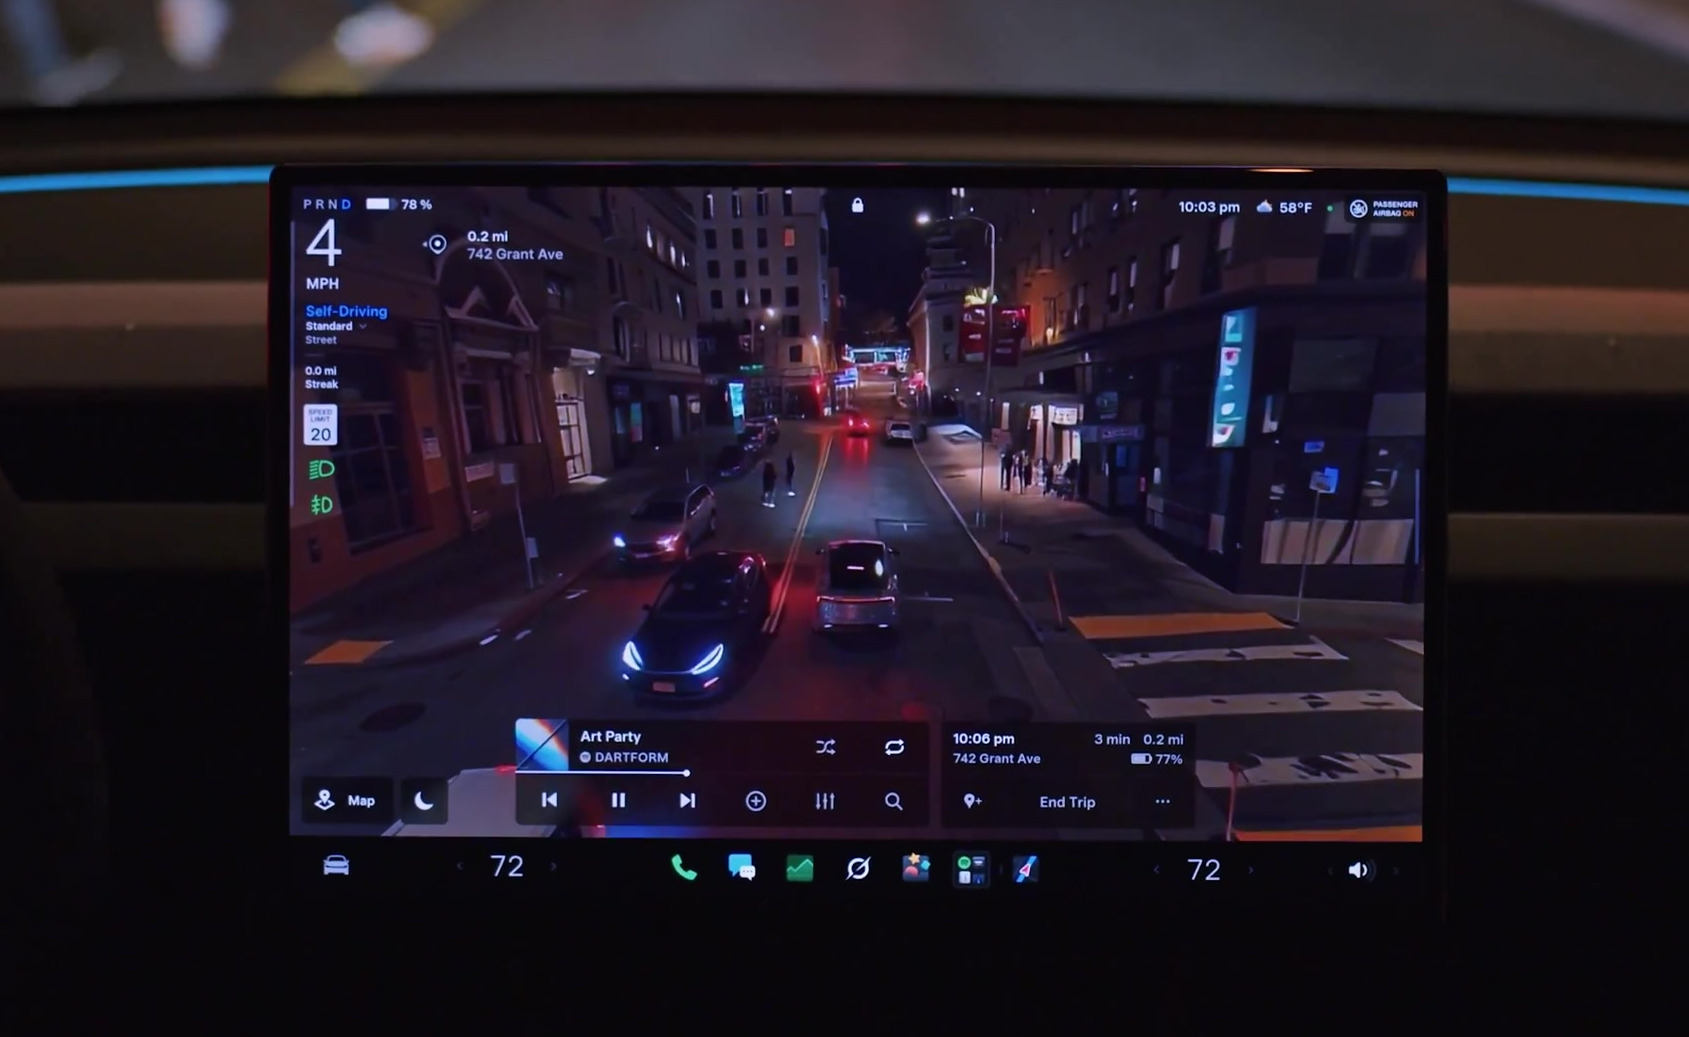 P R N D 78 %
10:03 pm 58°F PASSENGER
AIRBAG ON
4
MPH
0.2 mi
742 Grant Ave
Self-Driving
Standard
Street
0.0 mi
Streak
SPEED
LIMIT
20
Art Party
DARTFORM
10:06 pm 3 min 0.2 mi
742 Grant Ave 77%
Map
End Trip
72
72